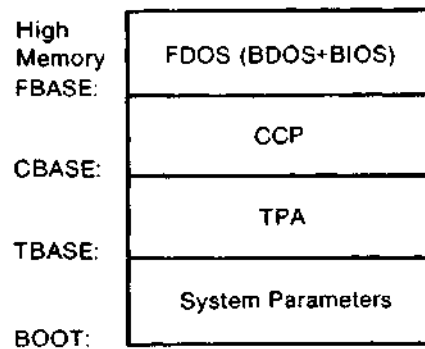 High
Memory
FBASE:
FDOS (BDOS+BIOS)
CCP
CBASE:
TPA
TBASE:
System Parameters
BOOT: